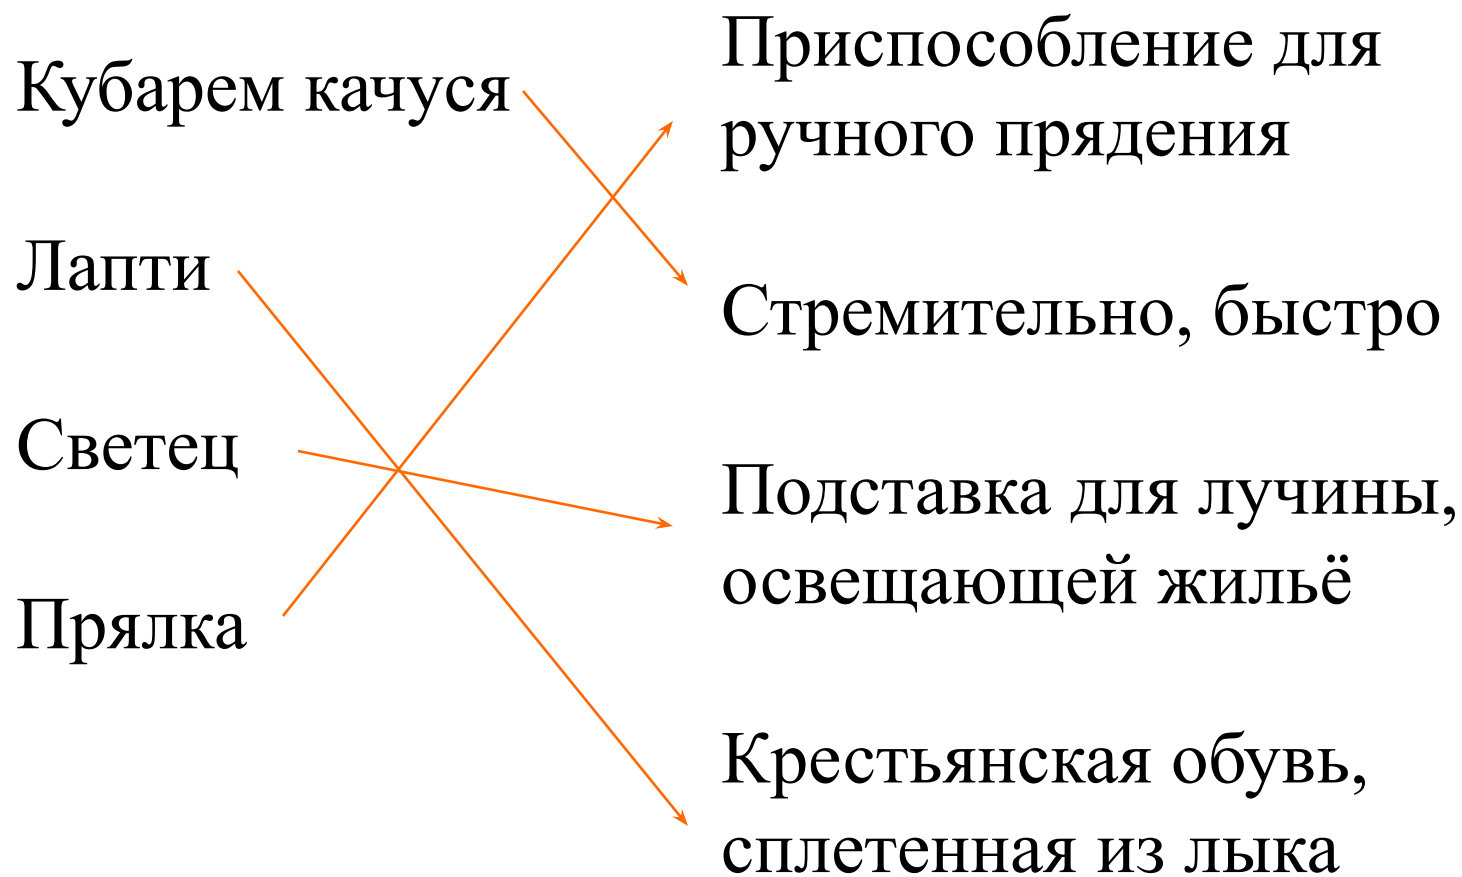 Кубарем качуся
Лапти
Светец
Прялка
Приспособление для
ручного прядения
Стремительно, быстро
Подставка для лучины,
освещающей жильё
Крестьянская обувь,
сплетенная из лыка